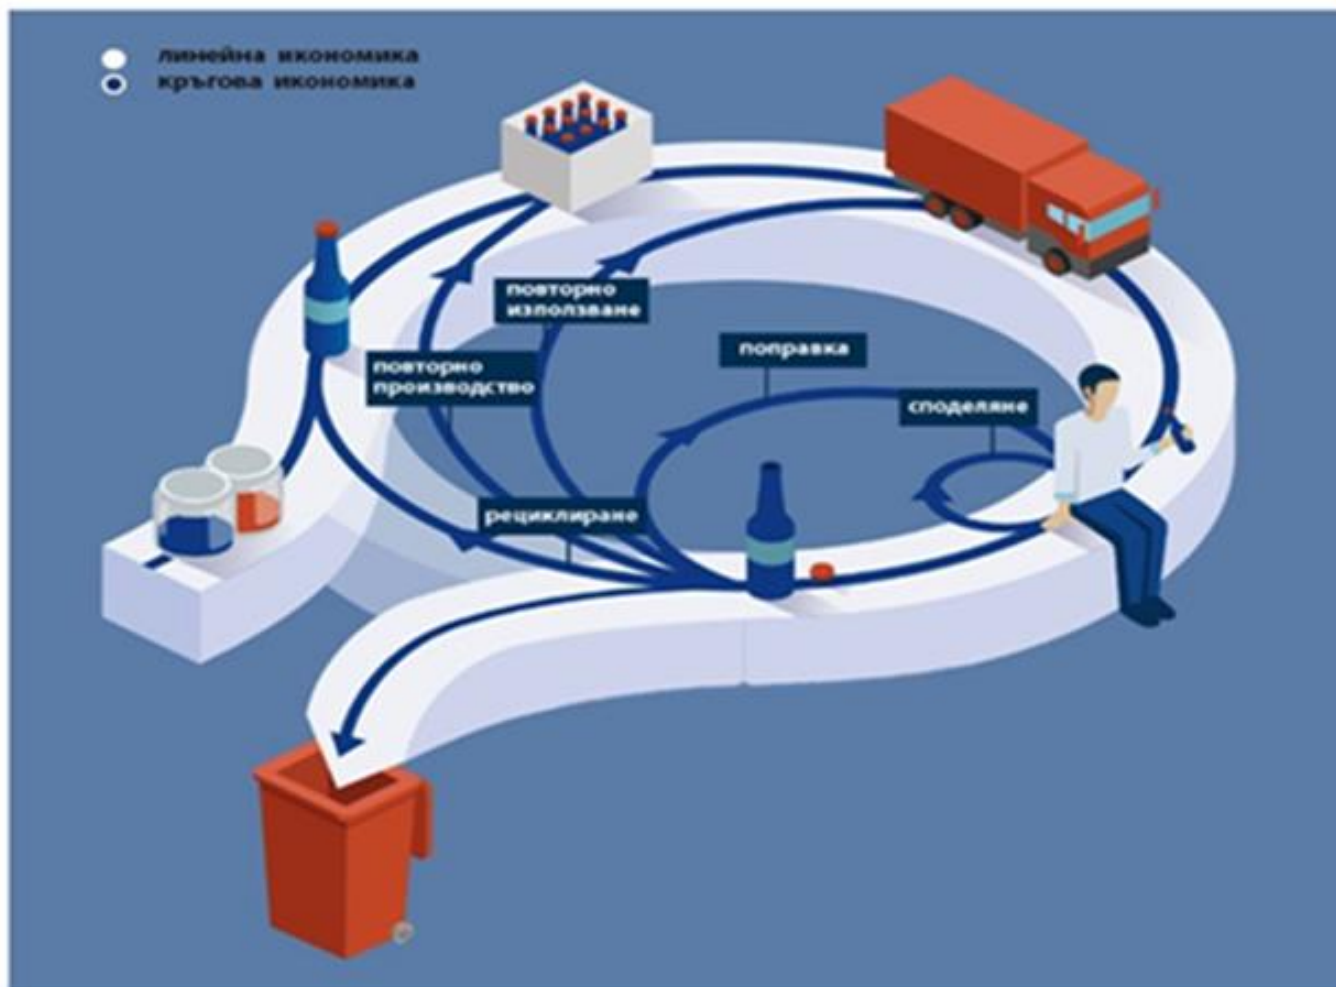 линейна икономика
кръгова икономика
повторно
използване
поправка
повторно
производство
споделяне
рециклиране